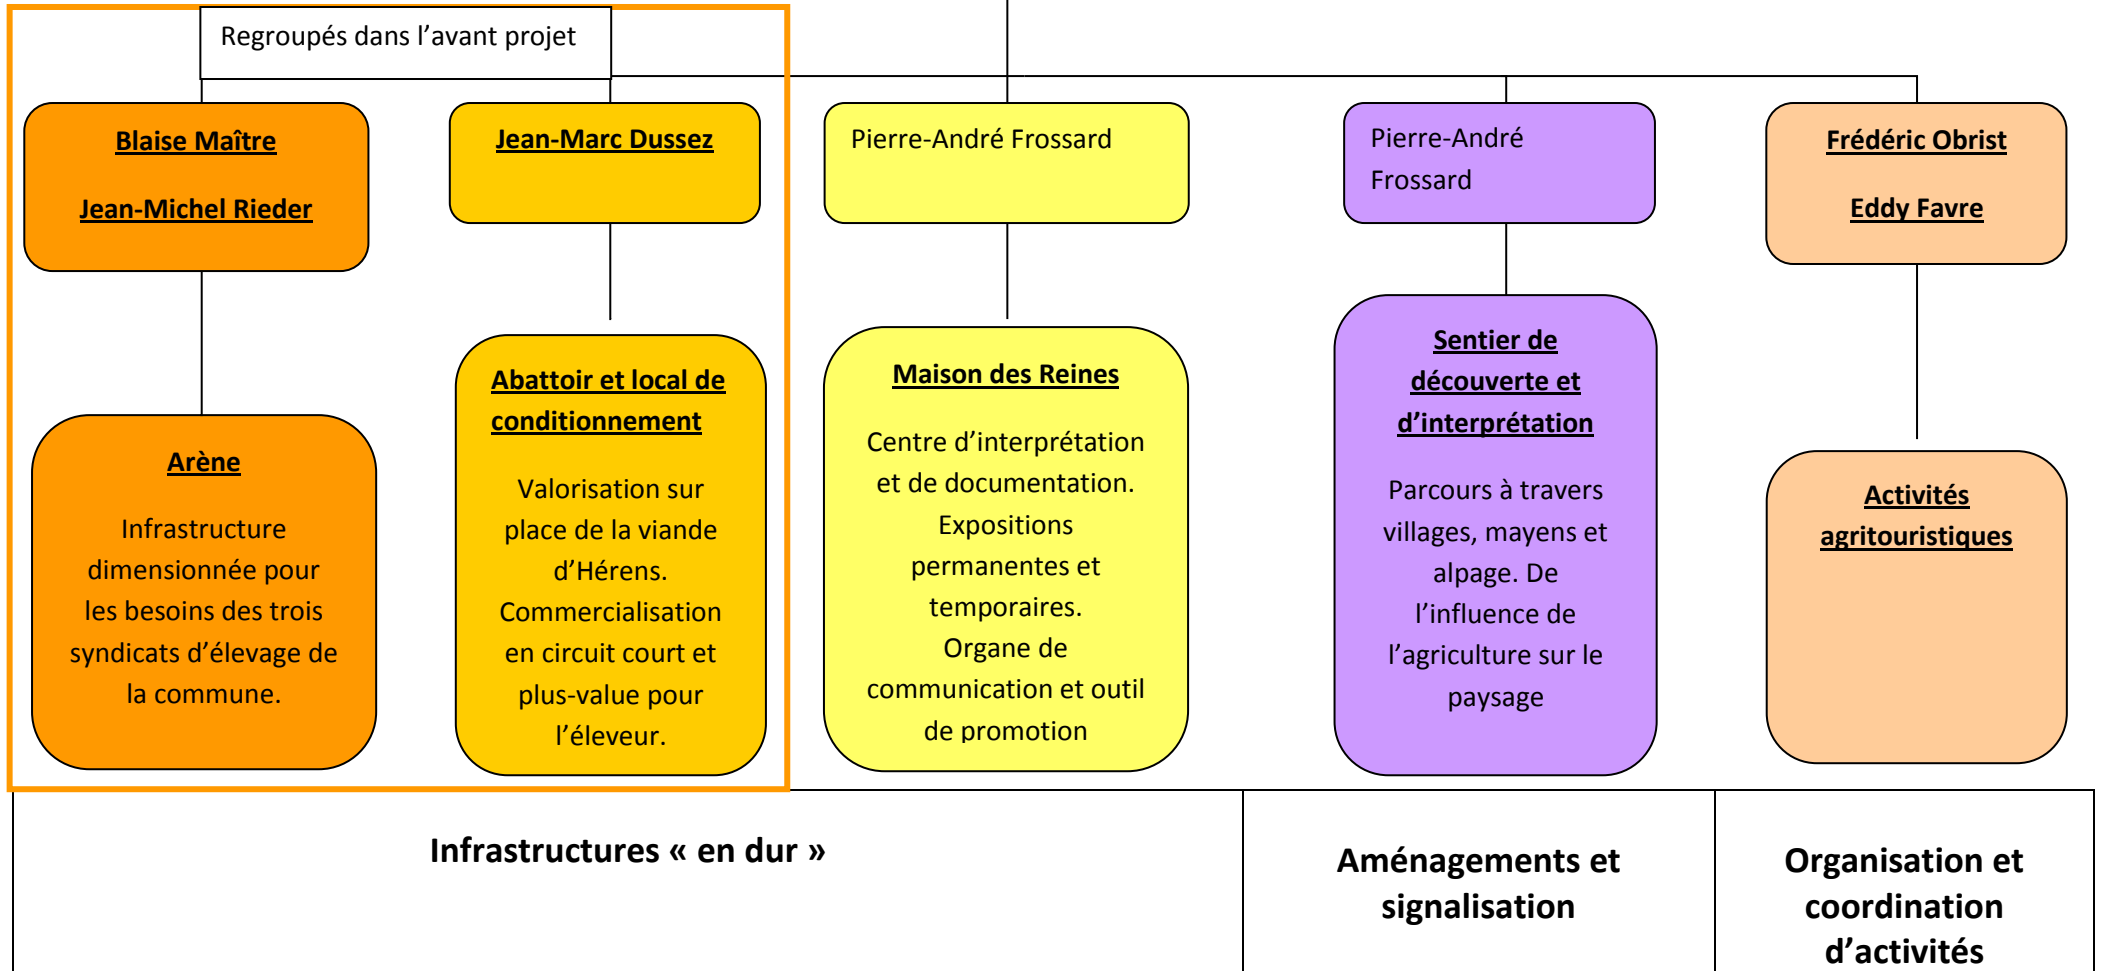 Regroupés dans l’avant projet
Blaise Maître
Jean-Michel Rieder
Jean-Marc Dussez
Pierre-André Frossard
Pierre-André
Frossard
Frédéric Obrist
Eddy Favre
Arène
Infrastructure
dimensionnée pour
les besoins des trois
syndicats d’élevage de
la commune.
Abattoir et local de
conditionnement
Valorisation sur
place de la viande
d’Hérens.
Commercialisation
en circuit court et
plus-value pour
l’éleveur.
Maison des Reines
Centre d’interprétation
et de documentation.
Expositions
permanentes et
temporaires.
Organe de
communication et outil
de promotion
Sentier de
découverte et
d’interprétation
Parcours à travers
villages, mayens et
alpage. De
l’influence de
l’agriculture sur le
paysage
Activités
agritouristiques
Infrastructures « en dur »
Aménagements et
signalisation
Organisation et
coordination
d’activités